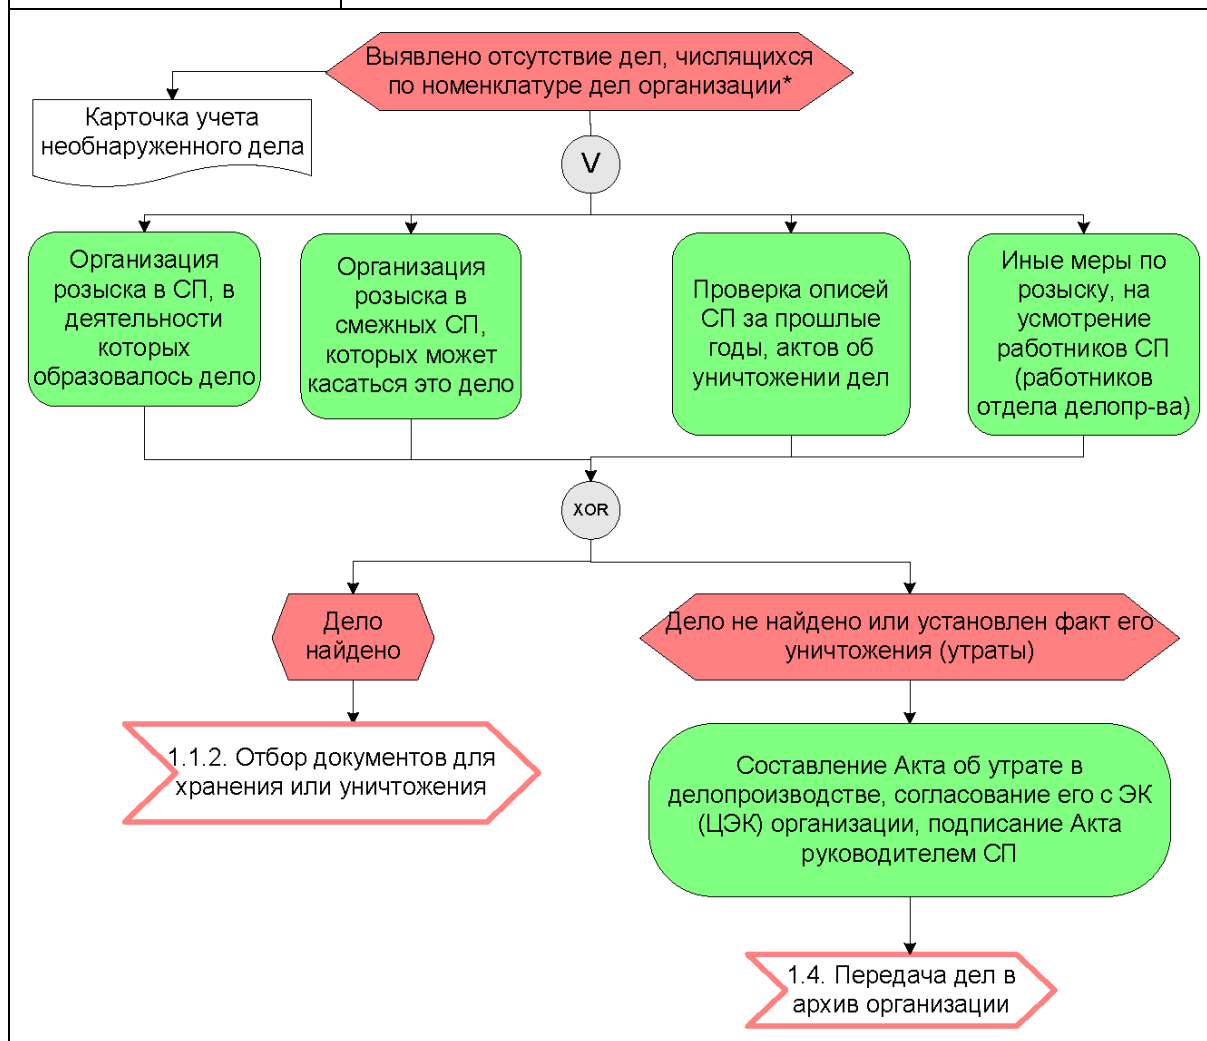 Выявлено отсутствие дел, числящихся
по номенклатуре дел организации*
Карточка учета
необнаруженного дела
V
Организация
розыска в СП, в
деятельности
которых
образовалось дело
Организация
розыска в
смежных СП,
которых может
касаться это дело
Проверка описей
СП за прошлые
годы, актов об
уничтожении дел
Иные меры по
розыску, на
усмотрение
работников СП
(работников
отдела делопр-ва)
XOR
Дело
найдено
Дело не найдено или установлен факт его
уничтожения (утраты)
1.1.2. Отбор документов для
хранения или уничтожения
Составление Акта об утрате в
делопроизводстве, согласование его с ЭК
(ЦЭК) организации, подписание Акта
руководителем СП
1.4. Передача дел в
архив организации